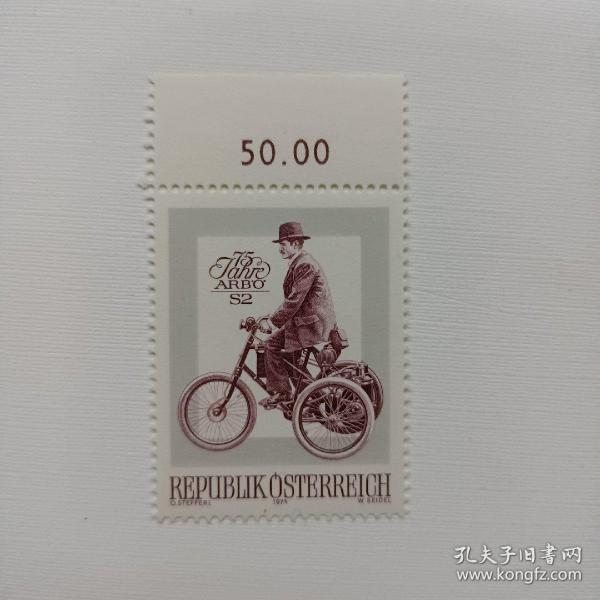 50.00
75
Jahre
ARBÖ
S2
REPUBLIK ÖSTERREICH
O. STEFFERL 1974 W. SEIDEL
孔夫子旧书网
www.kongfz.com